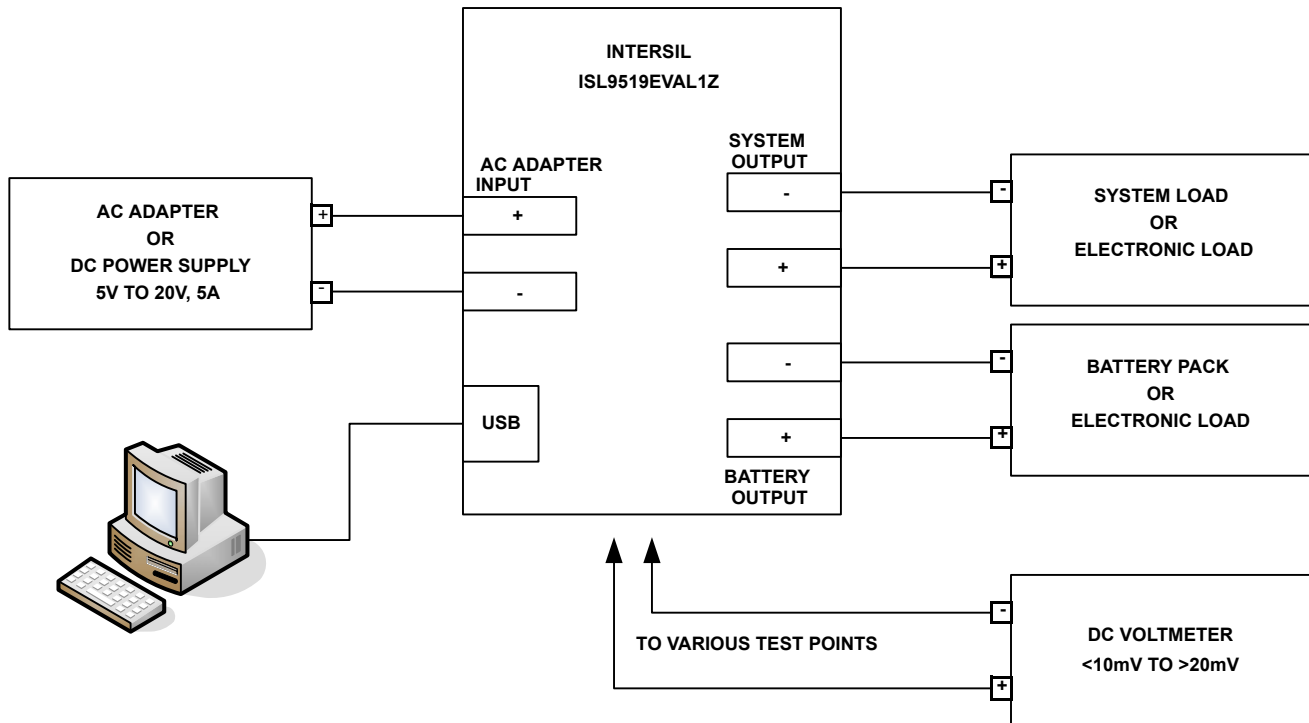 INTERSIL
ISL9519EVAL1Z
AC ADAPTER
OR
DC POWER SUPPLY
5V TO 20V, 5A
+
-
AC ADAPTER
INPUT
+
-
USB
SYSTEM
OUTPUT
-
+
-
+
BATTERY
OUTPUT
-
+
SYSTEM LOAD
OR
ELECTRONIC LOAD
-
+
BATTERY PACK
OR
ELECTRONIC LOAD
TO VARIOUS TEST POINTS
-
+
DC VOLTMETER
<10mV TO >20mV